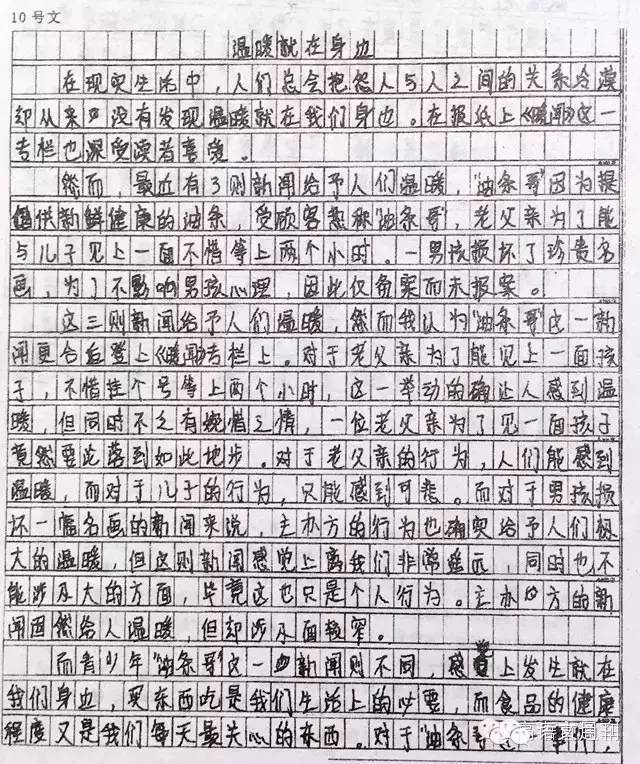 10 号文
温暖就在身边
在现实生活中，人们总会抱怨人与人之间的关系冷漠
却从来没有发现温暖就在我们身边。在报纸上《暖闻》这一
专栏也深受读者喜爱。
然而，最近有3则新闻给予人们温暖，“油条哥”因为提
供新鲜健康的油条，受顾客热称“油条哥”，老父亲为了能
与儿子见上一面不惜等上两个小时。一男孩损坏了珍贵名
画，为了不影响男孩心理，因此仅备案而未报案。
这三则新闻给予人们温暖，然而我认为“油条哥”这一新
闻更合适登上《暖闻》专栏上。对于老父亲为了能见上一面孩
子，不惜挂个号等上两个小时，这一举动的确让人感到温
暖，但同时不乏有惋惜之情，一位老父亲为了见一面孩子
竟然要沦落到如此地步。对于老父亲的行为，人们能感到
温暖，而对于儿子的行为，只能感到可悲。而对于男孩损
坏一幅名画的新闻来说，主办方的行为也确实给予人们极
大的温暖，但这则新闻感觉上离我们非常遥远，同时也不
能涉及大的方面，毕竟这也只是个人行为。主办方的新
闻固然给人温暖，但却涉及面较窄。
而青少年“油条哥”这一新闻则不同，感觉上发生就在
我们身边，买东西吃是我们生活上的必要，而食品的健康
程度又是我们每天最关心的东西。对于“油条哥”